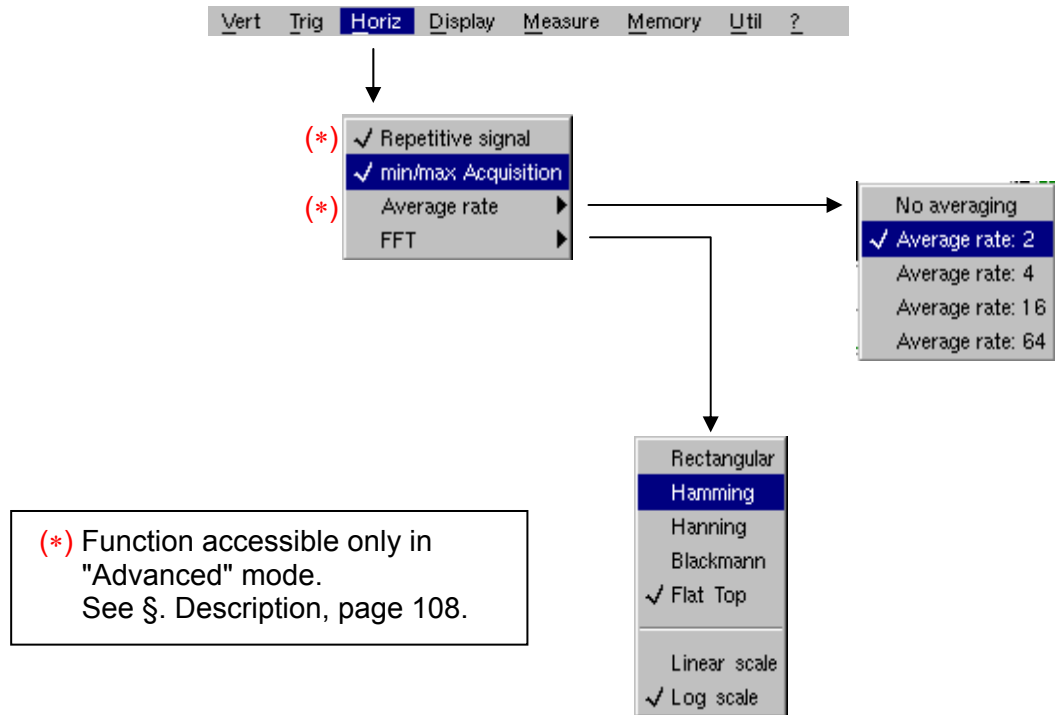 Vert Trig Horiz Display Measure Memory Util ?
(*) ✓ Repetitive signal
✓ min/max Acquisition
(*) Average rate
FFT
No averaging
✓ Average rate: 2
Average rate: 4
Average rate: 16
Average rate: 64
Rectangular
Hamming
Hanning
Blackmann
✓ Flat Top
Linear scale
✓ Log scale
(*) Function accessible only in
"Advanced" mode.
See §. Description, page 108.